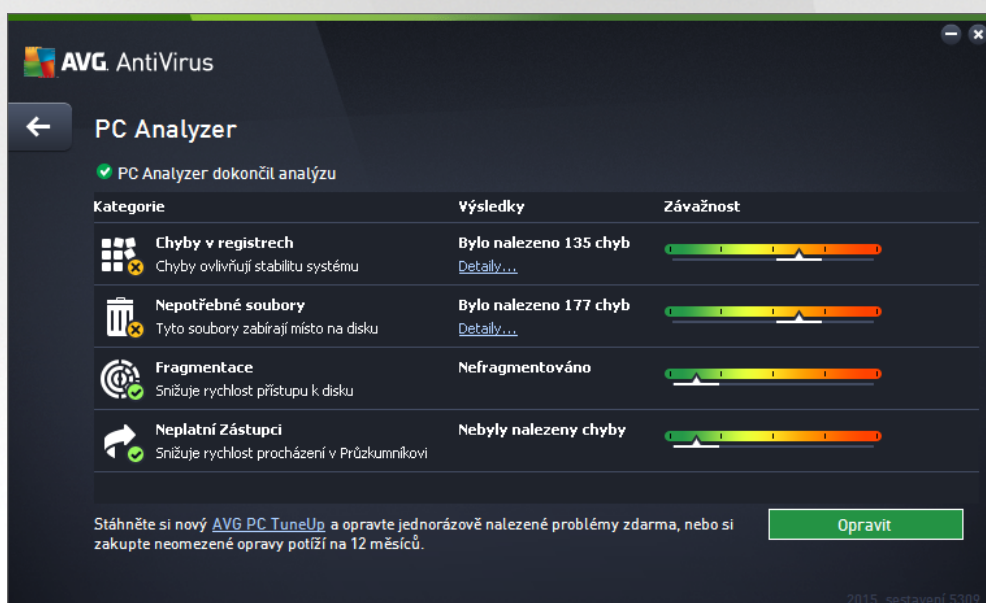 AVG. AntiVirus
PC Analyzer
PC Analyzer dokončil analýzu
Kategorie Výsledky Závažnost
Chyby v registrech Bylo nalezeno 135 chyb
Chyby ovlivňují stabilitu systému Detaily...
Nepotřebné soubory Bylo nalezeno 177 chyb
Tyto soubory zabírají místo na disku Detaily...
Fragmentace Nefragmentováno
Snižuje rychlost přístupu k disku
Neplatní Zástupci Nebyly nalezeny chyby
Snižuje rychlost procházení v Průzkumníkovi
Stáhněte si nový AVG PC TuneUp a opravte jednorázově nalezené problémy zdarma, nebo si
zakupte neomezené opravy potíží na 12 měsíců.
Opravit
2015, sestavení 5309